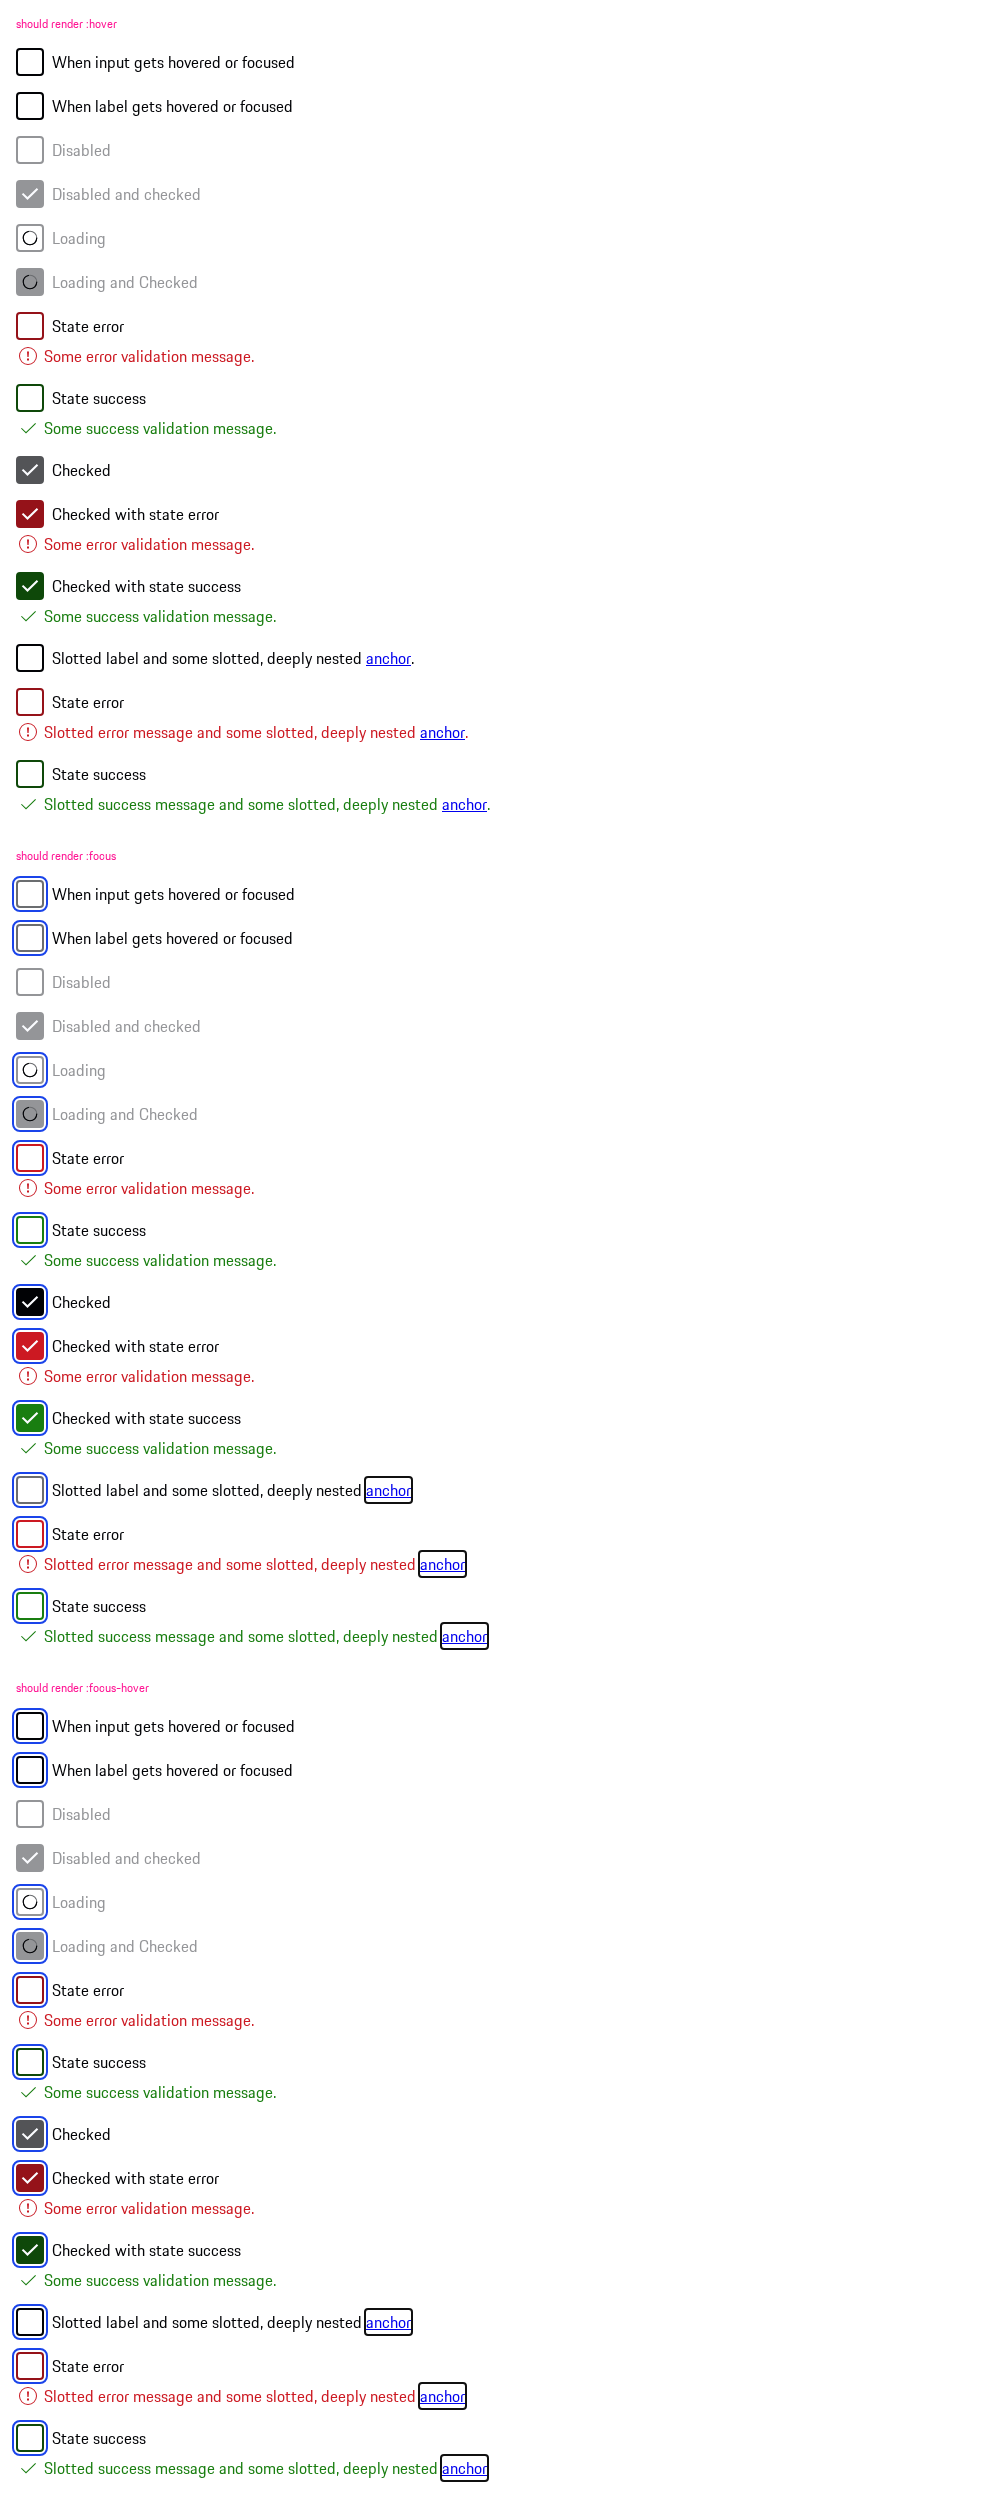 should render :hover
When input gets hovered or focused
When label gets hovered or focused
Disabled
Disabled and checked
Loading
Loading and Checked
State error
Some error validation message.
State success
Some success validation message.
Checked
Checked with state error
Some error validation message.
Checked with state success
Some success validation message.
Slotted label and some slotted, deeply nested anchor.
State error
Slotted error message and some slotted, deeply nested anchor.
State success
Slotted success message and some slotted, deeply nested anchor.
should render :focus
When input gets hovered or focused
When label gets hovered or focused
Disabled
Disabled and checked
Loading
Loading and Checked
State error
Some error validation message.
State success
Some success validation message.
Checked
Checked with state error
Some error validation message.
Checked with state success
Some success validation message.
Slotted label and some slotted, deeply nested anchor
State error
Slotted error message and some slotted, deeply nested anchor
State success
Slotted success message and some slotted, deeply nested anchor
should render :focus-hover
When input gets hovered or focused
When label gets hovered or focused
Disabled
Disabled and checked
Loading
Loading and Checked
State error
Some error validation message.
State success
Some success validation message.
Checked
Checked with state error
Some error validation message.
Checked with state success
Some success validation message.
Slotted label and some slotted, deeply nested anchor
State error
Slotted error message and some slotted, deeply nested anchor
State success
Slotted success message and some slotted, deeply nested anchor